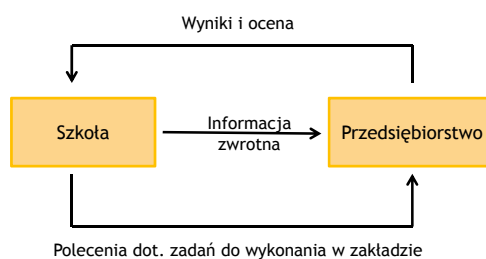 Wyniki i ocena
Szkoła
Informacja
zwrotna
Przedsiębiorstwo
Polecenia dot. zadań do wykonania w zakładzie